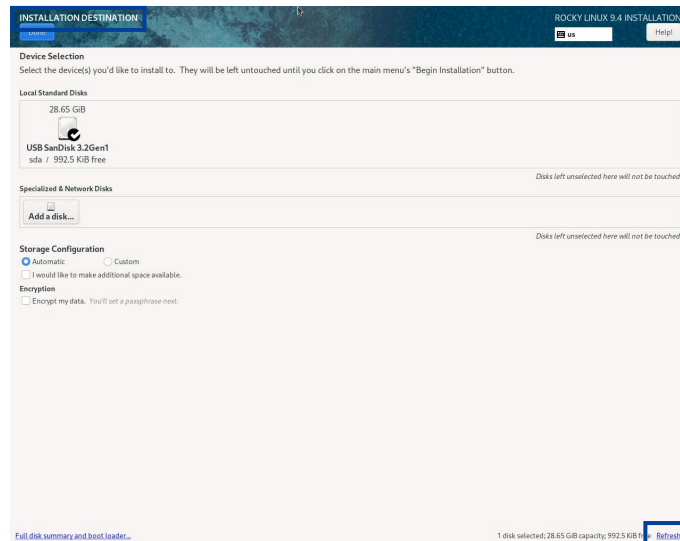 INSTALLATION DESTINATION
ROCKY LINUX 9.4 INSTALLATION
Done
us
Help!
Device Selection
Select the device(s) you'd like to install to. They will be left untouched until you click on the main menu's "Begin Installation" button.
Local Standard Disks
28.65 GiB
USB SanDisk 3.2Gen1
sda / 992.5 KiB free
Disks left unselected here will not be touched
Specialized & Network Disks
Add a disk...
Disks left unselected here will not be touched
Storage Configuration
Automatic Custom
I would like to make additional space available.
Encryption
Encrypt my data. You'll set a passphrase next.
Full disk summary and boot loader...
1 disk selected; 28.65 GiB capacity; 992.5 KiB free Refresh